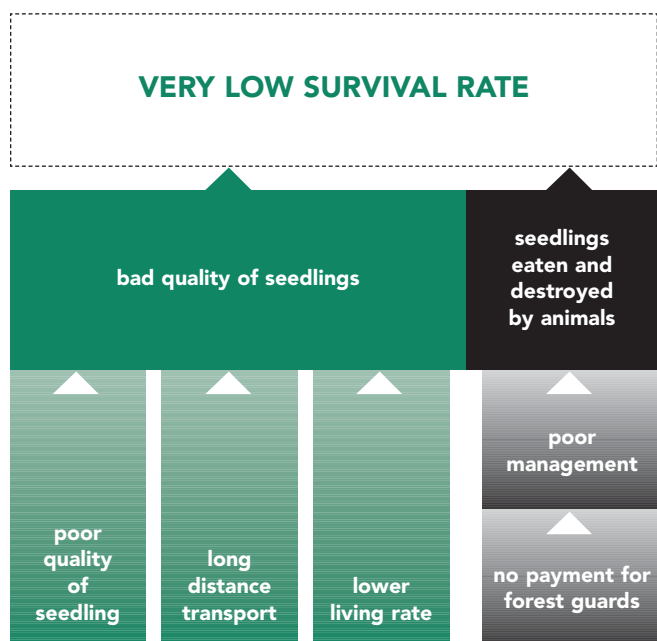 VERY LOW SURVIVAL RATE
bad quality of seedlings
seedlings
eaten and
destroyed
by animals
poor
quality
of
seedling
long
distance
transport
lower
living rate
poor
management
no payment for
forest guards